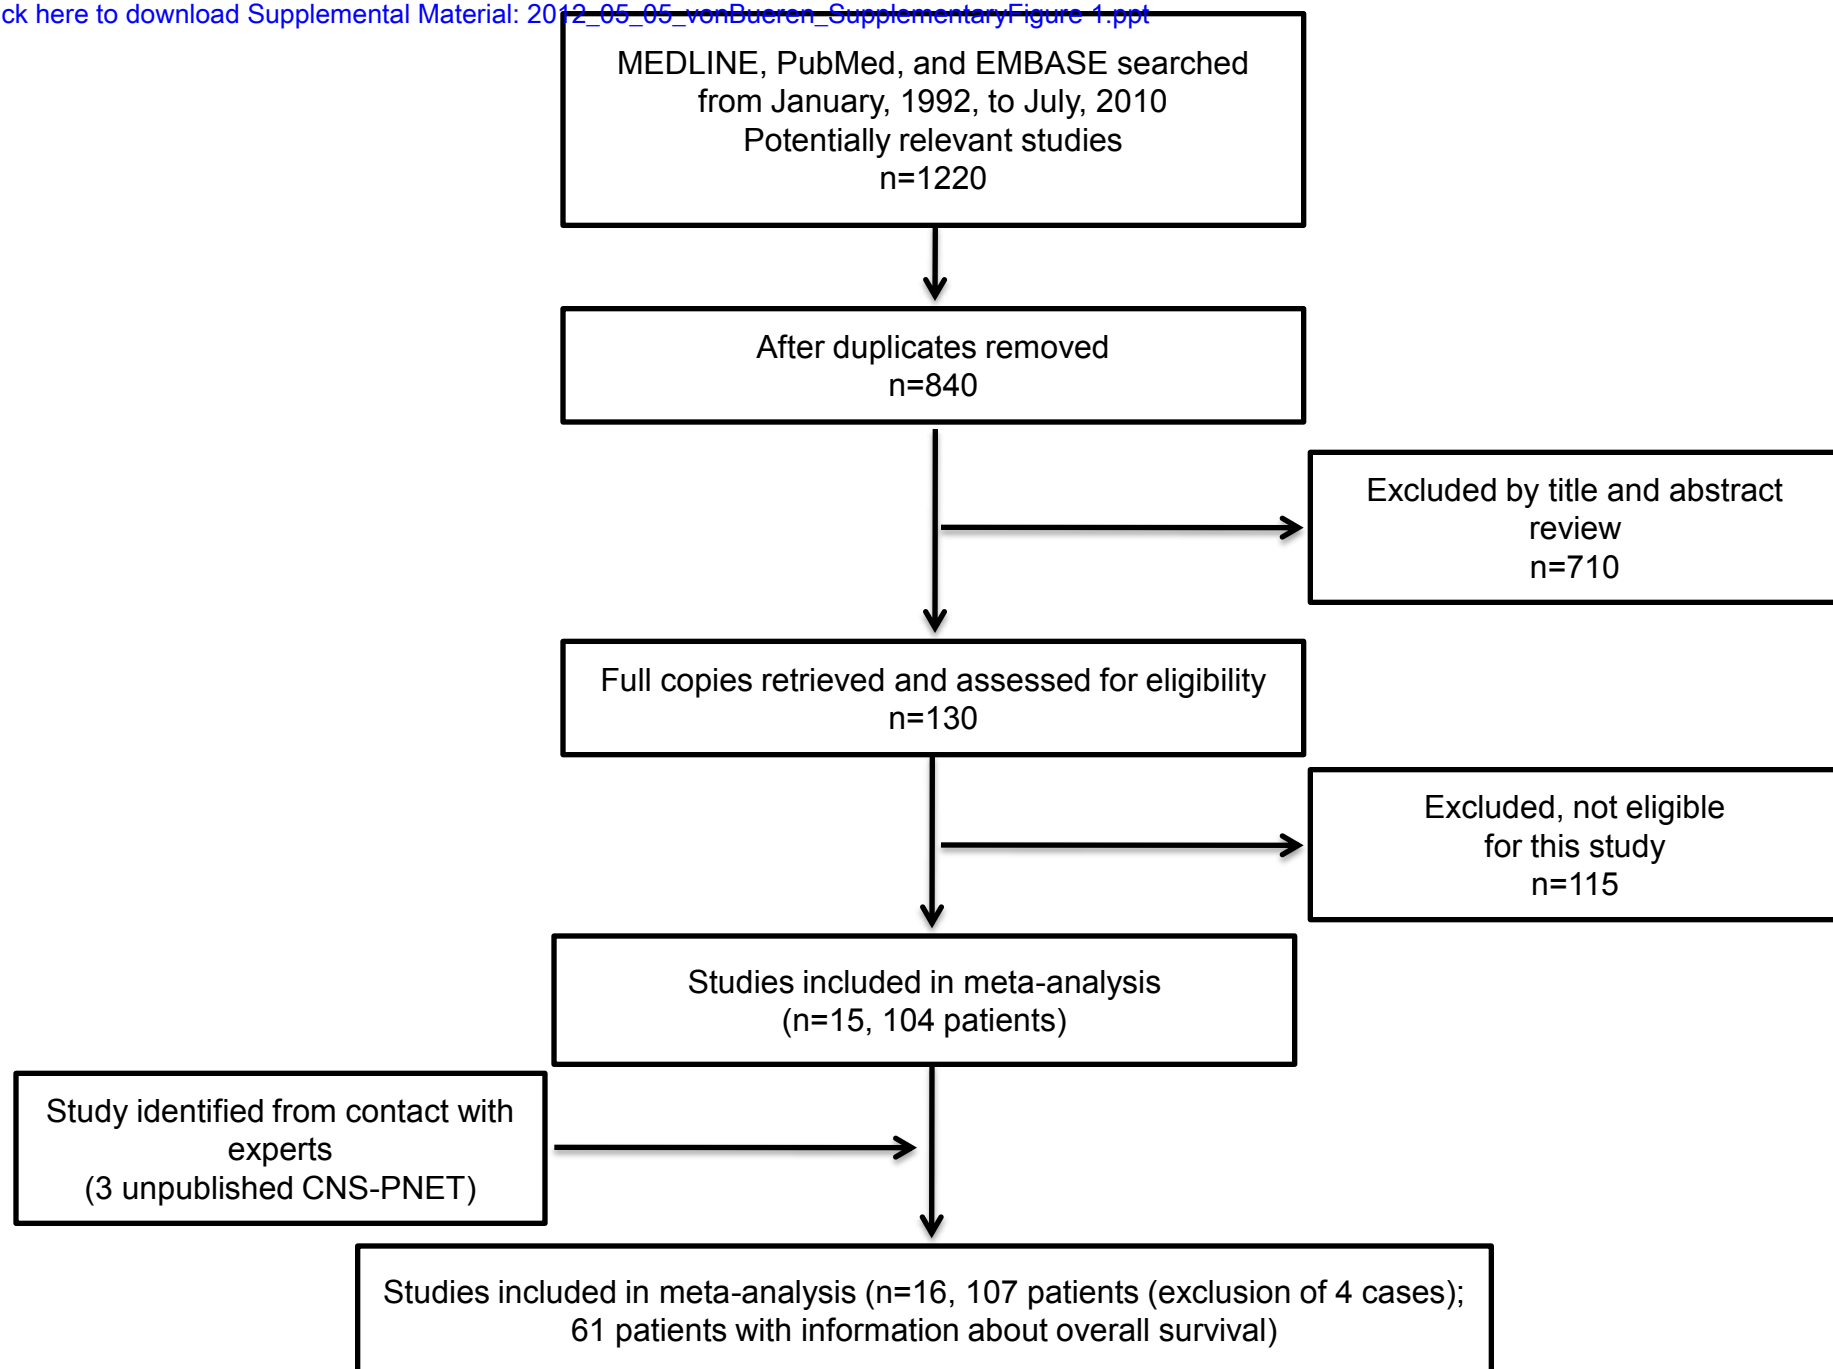 ck here to download Supplemental Material: 2012_05_05_vonBueren_SupplementaryFigure 1.ppt
MEDLINE, PubMed, and EMBASE searched
from January, 1992, to July, 2010
Potentially relevant studies
n=1220
After duplicates removed
n=840
Excluded by title and abstract
review
n=710
Full copies retrieved and assessed for eligibility
n=130
Excluded, not eligible
for this study
n=115
Studies included in meta-analysis
(n=15, 104 patients)
Study identified from contact with
experts
(3 unpublished CNS-PNET)
Studies included in meta-analysis (n=16, 107 patients (exclusion of 4 cases);
61 patients with information about overall survival)